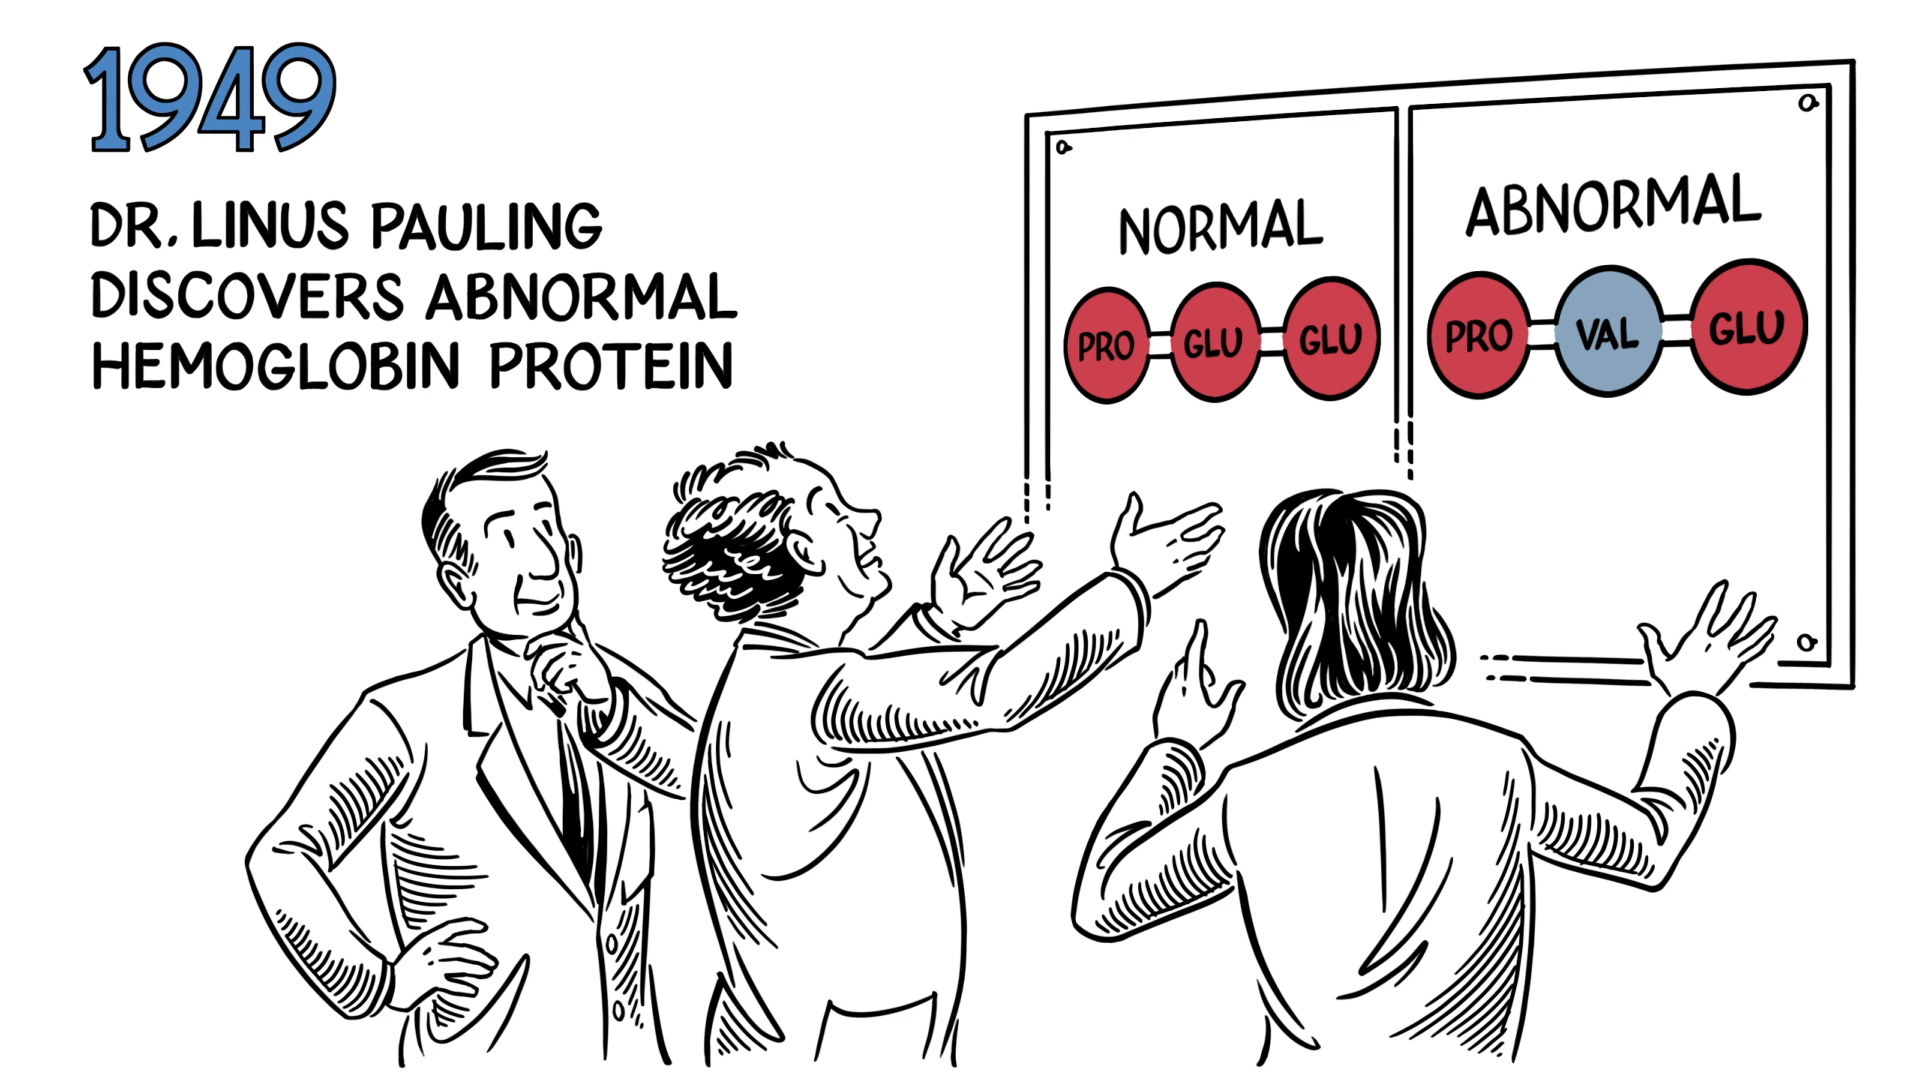 1949
DR. LINUS PAULING
DISCOVERS ABNORMAL
HEMOGLOBIN PROTEIN
NORMAL
PRO GLU GLU
ABNORMAL
PRO VAL GLU